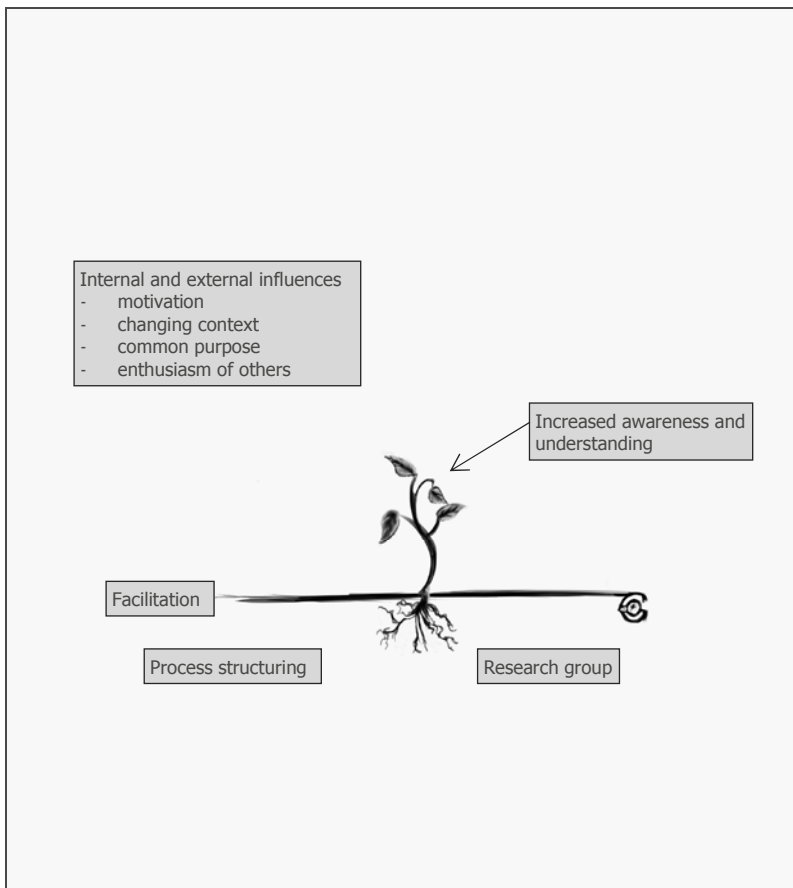 Internal and external influences
- motivation
- changing context
- common purpose
- enthusiasm of others
Increased awareness and
understanding
Facilitation
Process structuring
Research group